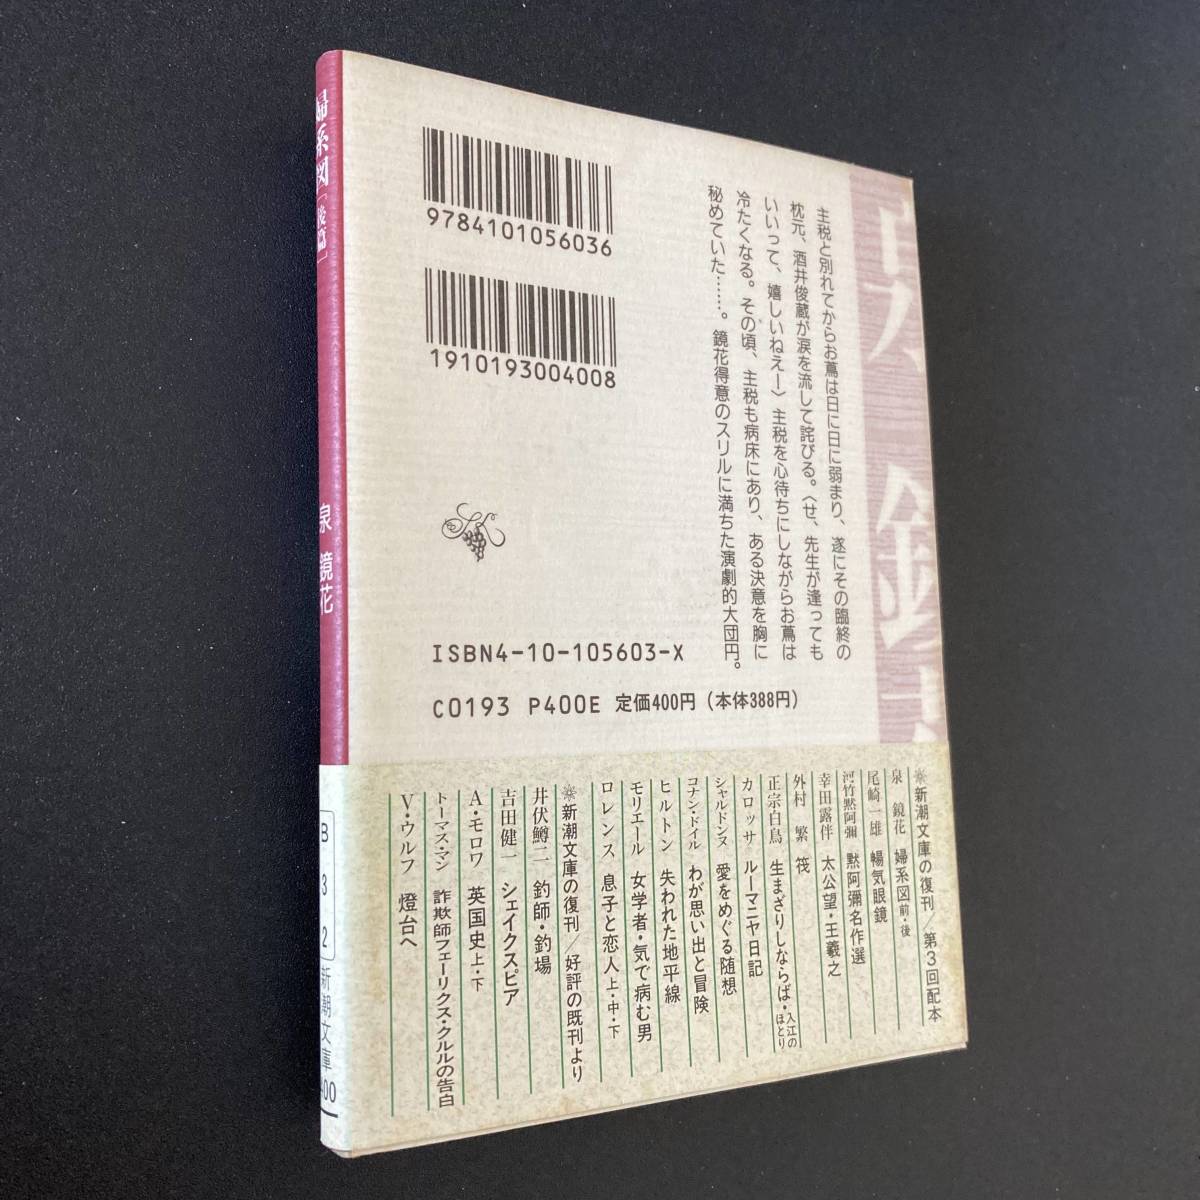 婦系図［後篇］
泉 鏡花
B
3
2
新潮文庫
400
9784101056036
1910193004008
主税と別れてからお蔦は日に日に弱まり、遂にその臨終の
枕元、酒井俊蔵が涙を流して詫びる。〈せ、先生が逢っても
いいって、嬉しいねえ―〉主税を心待ちにしながらお蔦は
冷たくなる。その頃、主税も病床にあり、ある決意を胸に
秘めていた……。鏡花得意のスリルに満ちた演劇的大団円。
ISBN4-10-105603-X
C0193 P400E 定価400円（本体388円）
新潮文庫の復刊／第3回配本
泉 鏡花 婦系図 前・後
尾崎一雄 暢気眼鏡
河竹黙阿彌 黙阿彌名作選
幸田露伴 太公望・王羲之
外村 繁 筏
正宗白鳥 生まざりしならば・入江のほとり
カロッサ ルーマニヤ日記
シャルドンヌ 愛をめぐる随想
コナン・ドイル わが思い出と冒険
ヒルトン 失われた地平線
モリエール 女学者・気で病む男
ロレンス 息子と恋人 上・中・下
新潮文庫の復刊／好評の既刊より
井伏鱒二 釣師・釣場
吉田健一 シェイクスピア
A・モロワ 英国史 上・下
トーマス・マン 詐欺師フェーリクス・クルルの告白
V・ウルフ 燈台へ